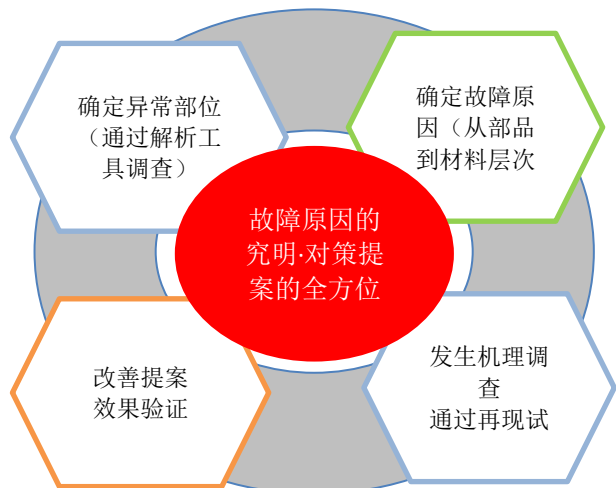 确定异常部位
（通过解析工
具调查）
确定故障原
因（从部品
到材料层次
故障原因的
究明·对策提
案的全方位
改善提案
效果验证
发生机理调
查
通过再现试